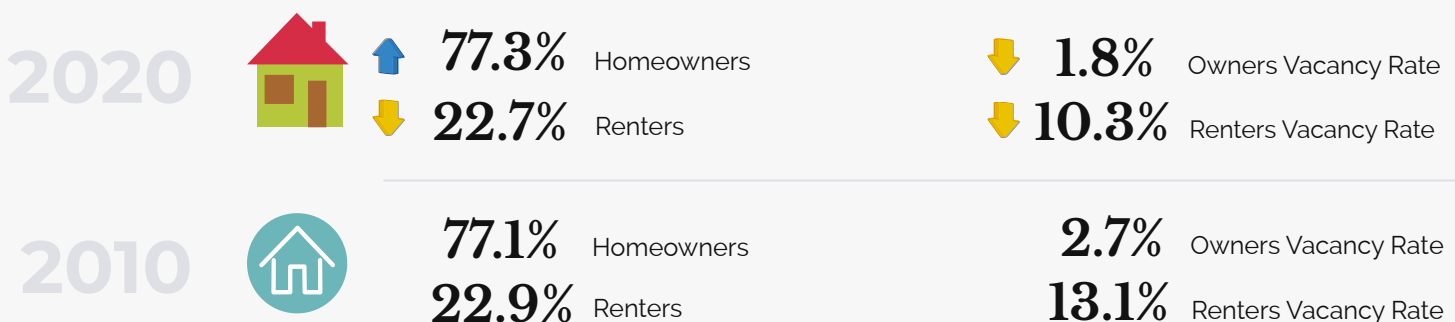 2020
77.3% Homeowners
22.7% Renters
1.8% Owners Vacancy Rate
10.3% Renters Vacancy Rate
2010
77.1% Homeowners
22.9% Renters
2.7% Owners Vacancy Rate
13.1% Renters Vacancy Rate